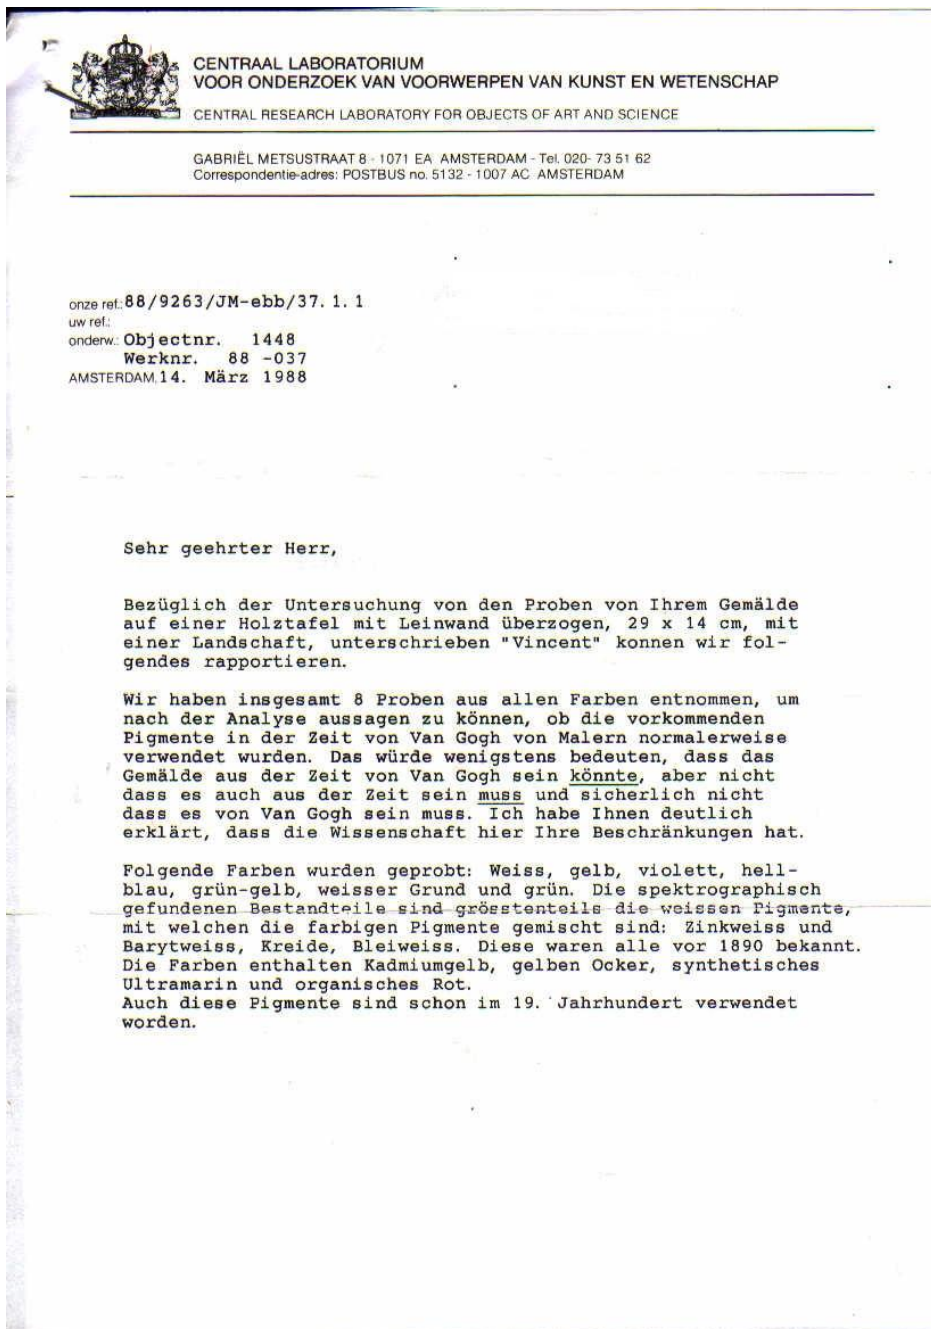 CENTRAAL LABORATORIUM
VOOR ONDERZOEK VAN VOORWERPEN VAN KUNST EN WETENSCHAP
CENTRAL RESEARCH LABORATORY FOR OBJECTS OF ART AND SCIENCE
GABRIËL METSUSTRAAT 8 - 1071 EA AMSTERDAM - Tel. 020- 73 51 62
Correspondentie-adres: POSTBUS no. 5132 - 1007 AC AMSTERDAM
onze ref.: 88/9263/JM-ebb/37. 1. 1
uw ref.:
onderw.: Objectnr. 1448
Werknr. 88 -037
AMSTERDAM, 14. März 1988
Sehr geehrter Herr,
Bezüglich der Untersuchung von den Proben von Ihrem Gemälde
auf einer Holztafel mit Leinwand überzogen, 29 x 14 cm, mit
einer Landschaft, unterschrieben "Vincent" konnen wir fol-
gendes rapportieren.
Wir haben insgesamt 8 Proben aus allen Farben entnommen, um
nach der Analyse aussagen zu können, ob die vorkommenden
Pigmente in der Zeit von Van Gogh von Malern normalerweise
verwendet wurden. Das würde wenigstens bedeuten, dass das
Gemälde aus der Zeit von Van Gogh sein könnte, aber nicht
dass es auch aus der Zeit sein muss und sicherlich nicht
dass es von Van Gogh sein muss. Ich habe Ihnen deutlich
erklärt, dass die Wissenschaft hier Ihre Beschränkungen hat.
Folgende Farben wurden geprobt: Weiss, gelb, violett, hell-
blau, grün-gelb, weisser Grund und grün. Die spektrographisch
gefundenen Bestandteile sind grösstenteils die weissen Pigmente,
mit welchen die farbigen Pigmente gemischt sind: Zinkweiss und
Barytweiss, Kreide, Bleiweiss. Diese waren alle vor 1890 bekannt.
Die Farben enthalten Kadmiumgelb, gelben Ocker, synthetisches
Ultramarin und organisches Rot.
Auch diese Pigmente sind schon im 19. Jahrhundert verwendet
worden.